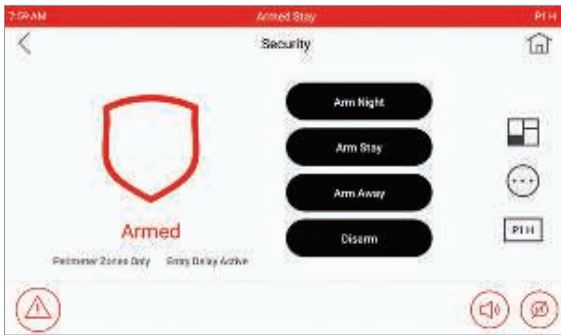 7:59 AM Armed Stay P1 H
Security
Arm Night
Arm Stay
Arm Away
Disarm
P1 H
Armed
Perimeter Zones Only Entry Delay Active